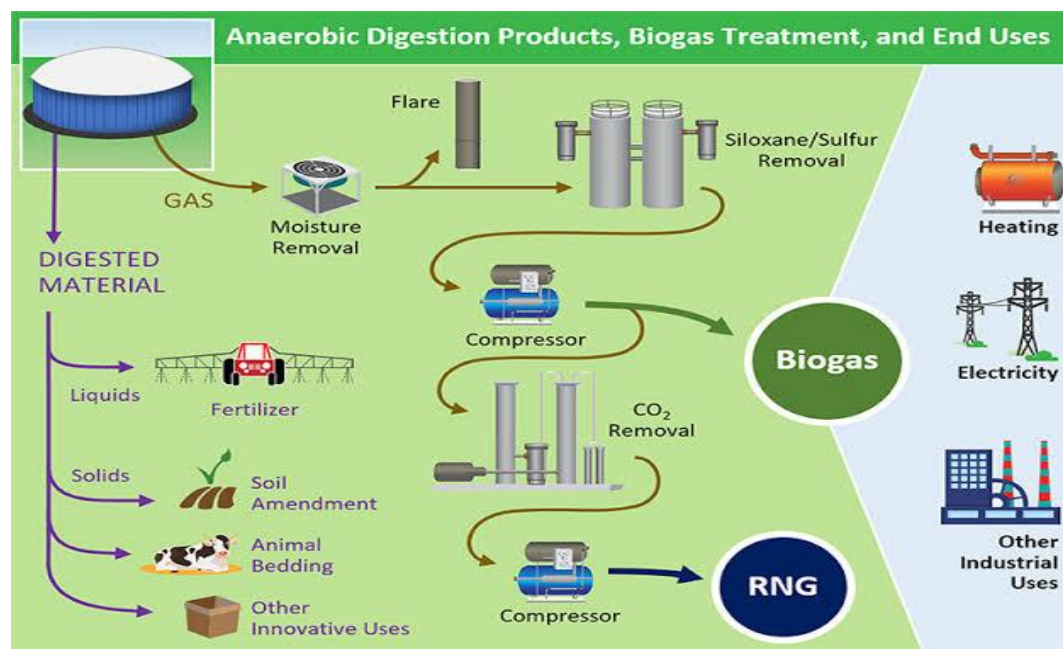 Anaerobic Digestion Products, Biogas Treatment, and End Uses
Flare
Siloxane/Sulfur
Removal
GAS
Moisture
Removal
Heating
DIGESTED
MATERIAL
Compressor
Biogas
Electricity
Liquids
Fertilizer
CO₂
Removal
Solids
Soil
Amendment
Animal
Bedding
Other
Industrial
Uses
Other
Innovative Uses
Compressor
RNG